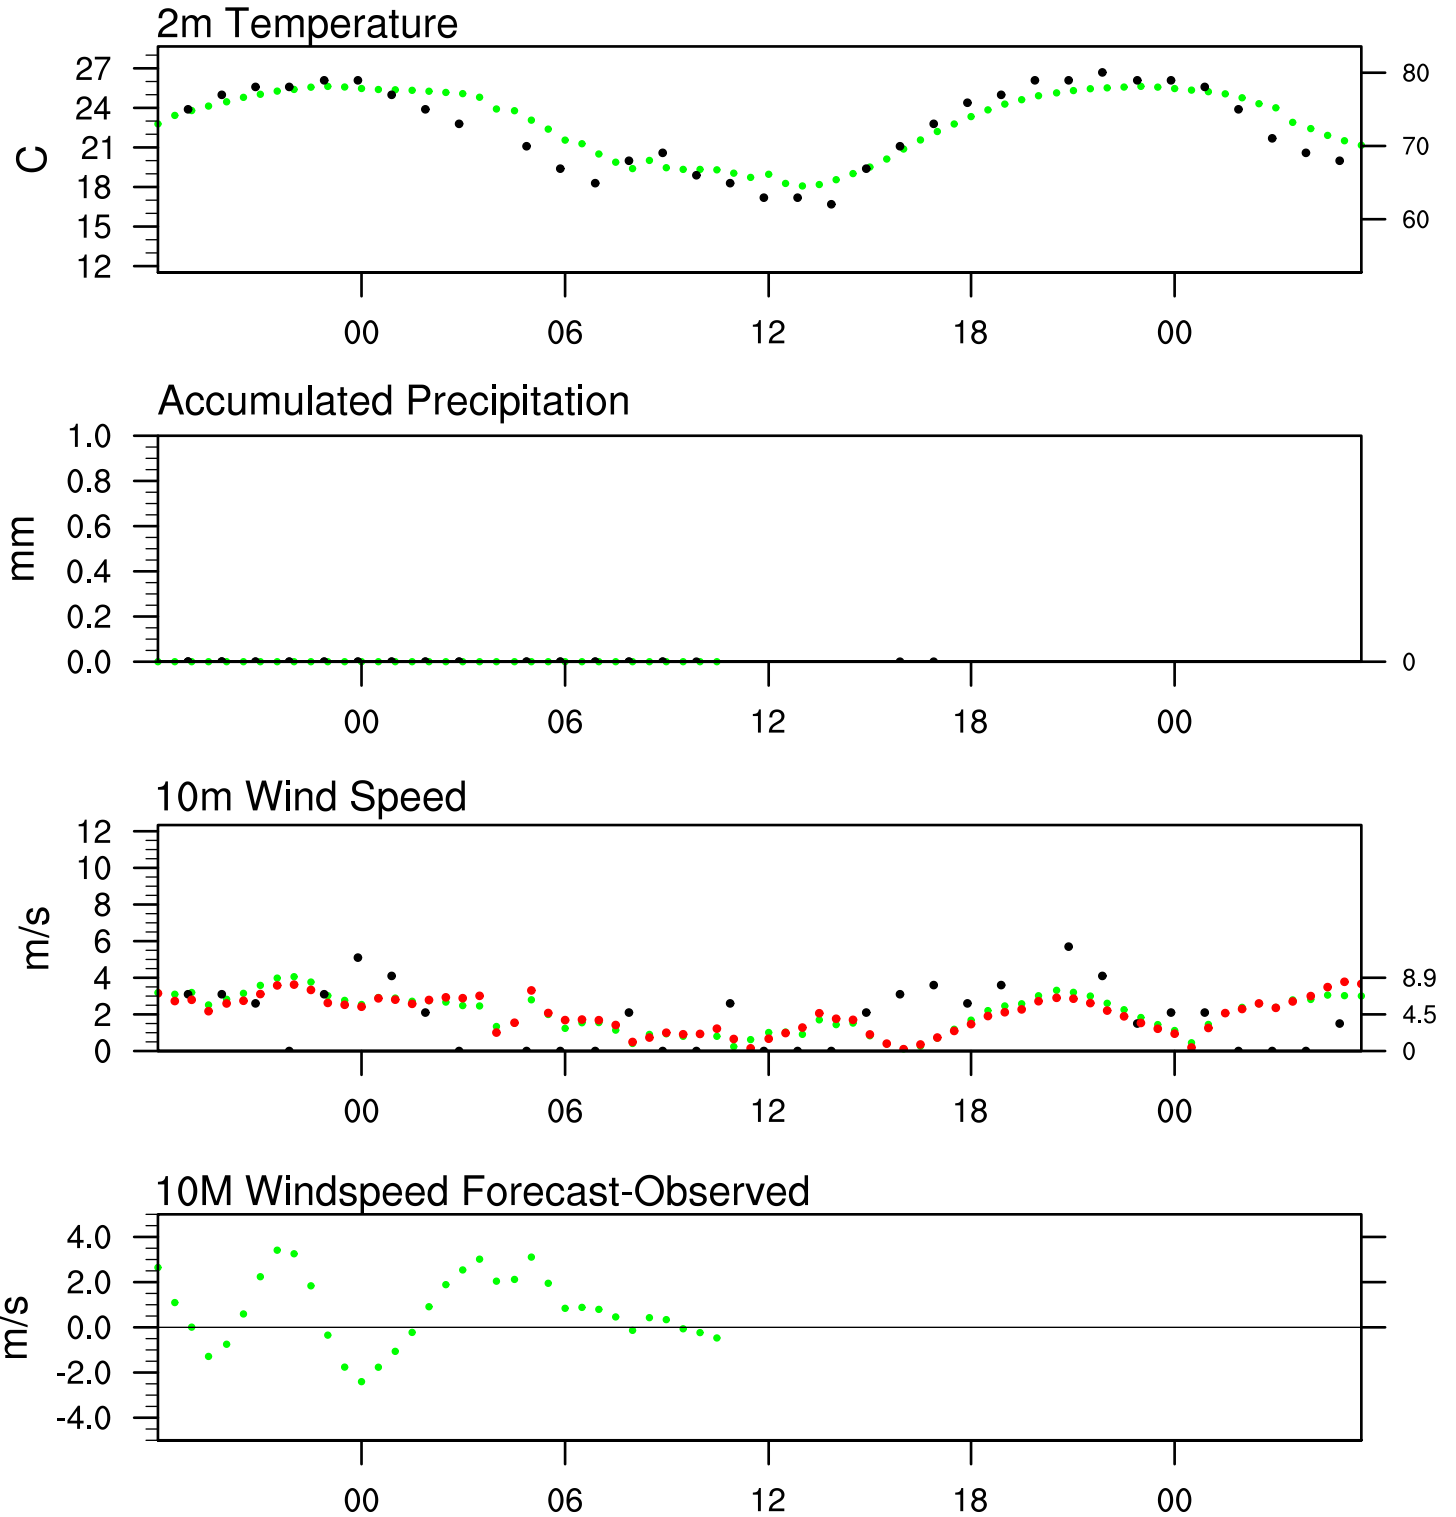 2m Temperature
27
24
21
18
15
12
C
80
70
60
00 06 12 18 00
Accumulated Precipitation
1.0
0.8
0.6
0.4
0.2
0.0
mm
0
00 06 12 18 00
10m Wind Speed
12
10
8
6
4
2
0
m/s
8.9
4.5
0
00 06 12 18 00
10M Windspeed Forecast-Observed
4.0
2.0
0.0
-2.0
-4.0
m/s
00 06 12 18 00